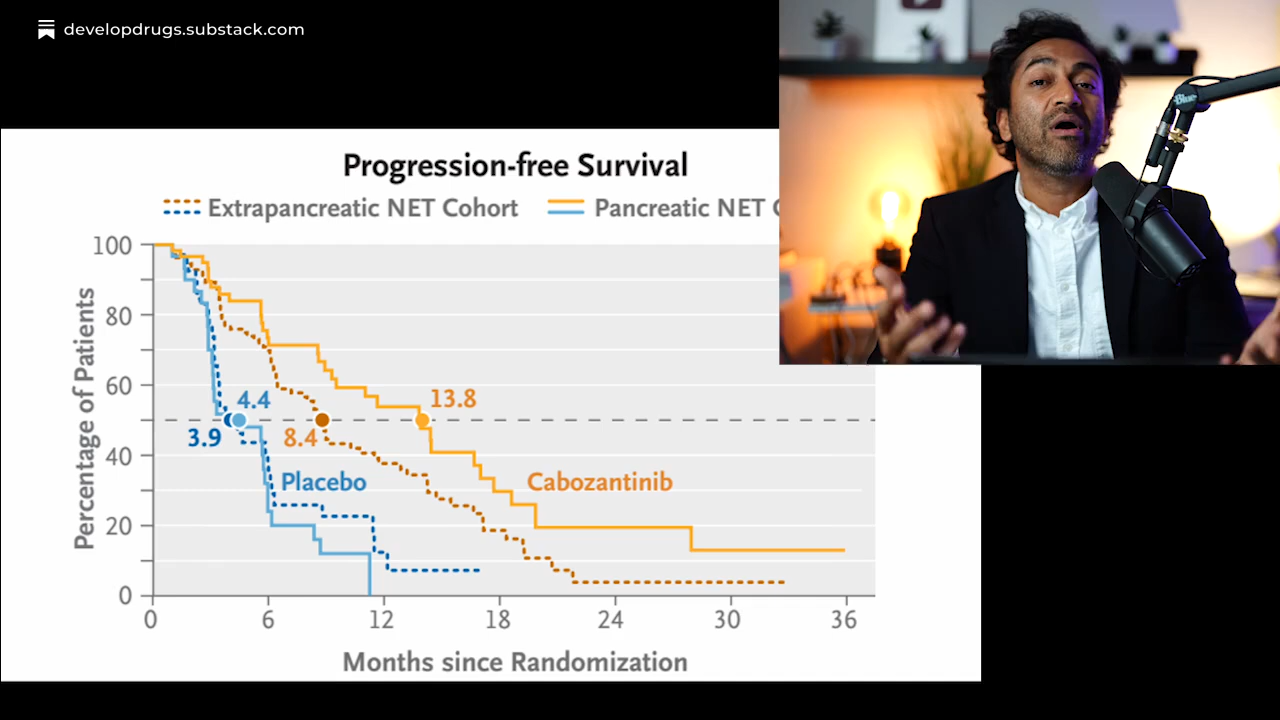 developdrugs.substack.com
Progression-free Survival
Extrapancreatic NET Cohort Pancreatic NET
100
80
60
40
20
0
Percentage of Patients
4.4
13.8
3.9
8.4
Placebo
Cabozantinib
0 6 12 18 24 30 36
Months since Randomization
Blue